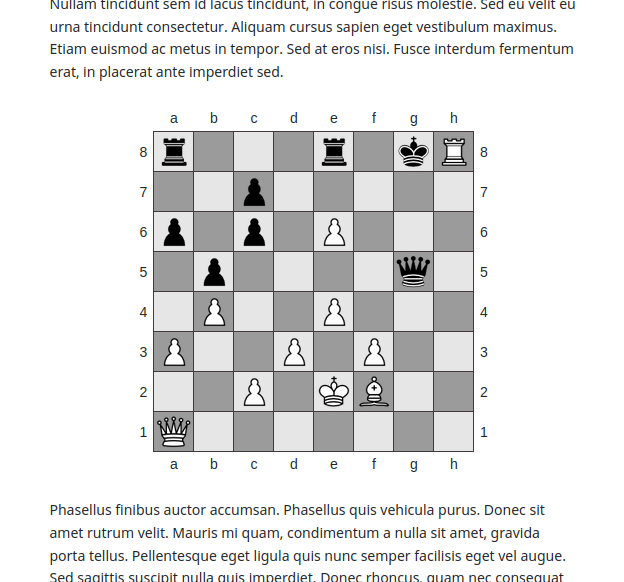 Nullam tincidunt sem id lacus tincidunt, in congue risus molestie. Sed eu velit eu
urna tincidunt consectetur. Aliquam cursus sapien eget vestibulum maximus.
Etiam euismod ac metus in tempor. Sed at eros nisi. Fusce interdum fermentum
erat, in placerat ante imperdiet sed.
a b c d e f g h
8 8
7 7
6 6
5 5
4 4
3 3
2 2
1 1
a b c d e f g h
Phasellus finibus auctor accumsan. Phasellus quis vehicula purus. Donec sit
amet rutrum velit. Mauris mi quam, condimentum a nulla sit amet, gravida
porta tellus. Pellentesque eget ligula quis nunc semper facilisis eget vel augue.
Sed sagittis suscipit nulla quis imperdiet. Donec rhoncus, quam nec consequat